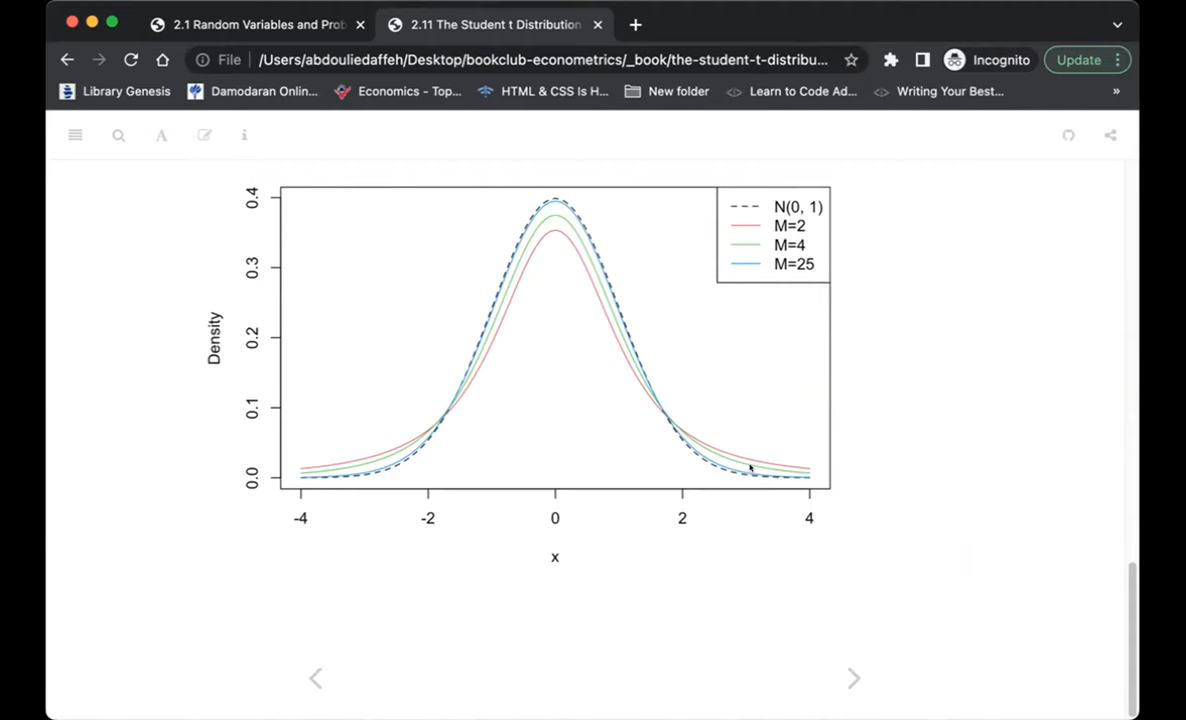 2.1 Random Variables and Prob
2.11 The Student t Distribution
File
/Users/abdouliedaffeh/Desktop/bookclub-econometrics/_book/the-student-t-distribu...
Incognito
Update
Library Genesis
Damodaran Onlin...
Economics - Top...
HTML & CSS Is H...
New folder
Learn to Code Ad...
Writing Your Best...
»
A
i
N(0, 1)
M=2
M=4
M=25
Density
0.4
0.3
0.2
0.1
0.0
-4
-2
0
2
4
x